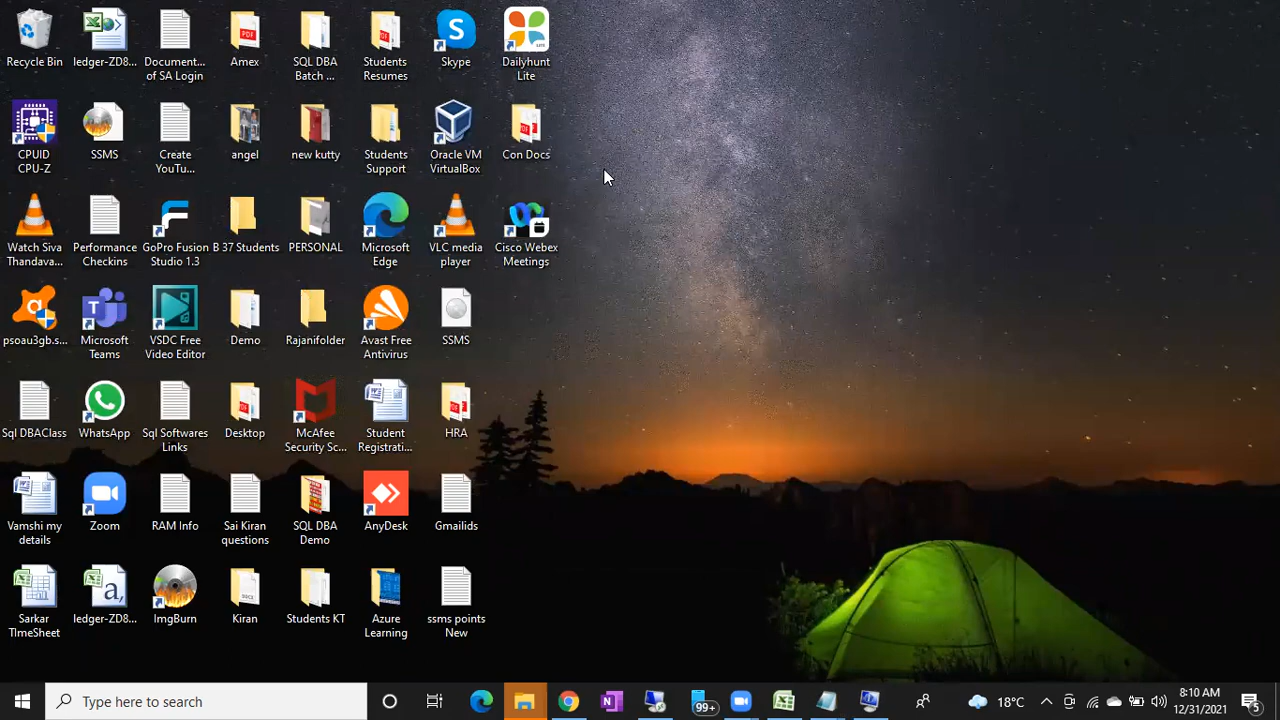 Recycle Bin
ledger-ZD8...
Document... of SA Login
Amex
SQL DBA Batch ...
Students Resumes
Skype
Dailyhunt Lite
CPUID CPU-Z
SSMS
Create YouTu...
angel
new kutty
Students Support
Oracle VM VirtualBox
Con Docs
Watch Siva Thandava...
Performance Checkins
GoPro Fusion Studio 1.3
B 37 Students
PERSONAL
Microsoft Edge
VLC media player
Cisco Webex Meetings
psoau3gb.s...
Microsoft Teams
VSDC Free Video Editor
Demo
Rajanifolder
Avast Free Antivirus
SSMS
Sql DBAClass
WhatsApp
Sql Softwares Links
Desktop
McAfee Security Sc...
Student Registrati...
HRA
Vamshi my details
Zoom
RAM Info
Sai Kiran questions
SQL DBA Demo
AnyDesk
Gmailids
Sarkar TImeSheet
ledger-ZD8...
ImgBurn
Kiran
Students KT
Azure Learning
ssms points New
Type here to search
99+
18°C
8:10 AM
12/31/2021
5